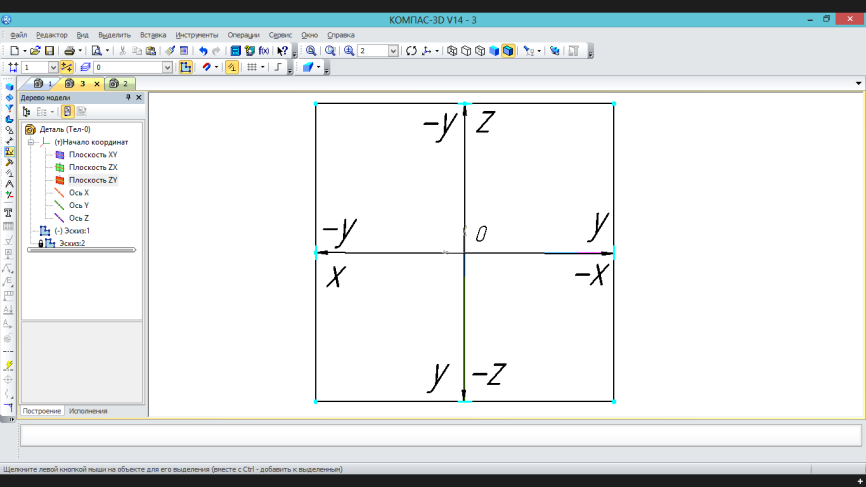 КОМПАС-3D V14 - 3
Файл Редактор Вид Выделить Вставка Инструменты Операции Сервис Окно Справка
f(x) 2
1 0
1 3 2
Дерево модели
Деталь (Тел-0)
(т)Начало координат
Плоскость XY
Плоскость ZX
Плоскость ZY
Ось X
Ось Y
Ось Z
(-) Эскиз:1
Эскиз:2
Построение Исполнения
-y z
-y 0 y
x -x
y -z
Щелкните левой кнопкой мыши на объекте для его выделения (вместе с Ctrl - добавить к выделенным)